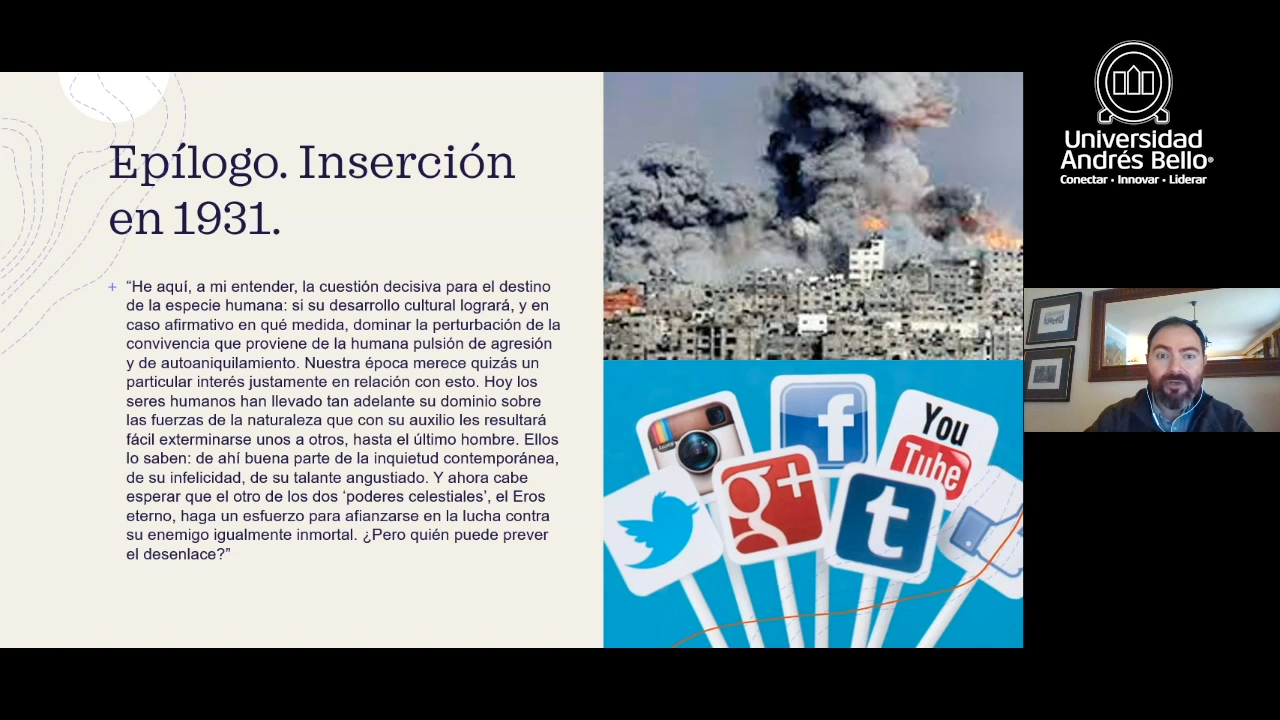 Epílogo. Inserción
en 1931.
+ “He aquí, a mi entender, la cuestión decisiva para el destino
de la especie humana: si su desarrollo cultural logrará, y en
caso afirmativo en qué medida, dominar la perturbación de la
convivencia que proviene de la humana pulsión de agresión
y de autoaniquilamiento. Nuestra época merece quizás un
particular interés justamente en relación con esto. Hoy los
seres humanos han llevado tan adelante su dominio sobre
las fuerzas de la naturaleza que con su auxilio les resultará
fácil exterminarse unos a otros, hasta el último hombre. Ellos
lo saben: de ahí buena parte de la inquietud contemporánea,
de su infelicidad, de su talante angustiado. Y ahora cabe
esperar que el otro de los dos ‘poderes celestiales’, el Eros
eterno, haga un esfuerzo para afianzarse en la lucha contra
su enemigo igualmente inmortal. ¿Pero quién puede prever
el desenlace?”
f
You
Tube
g+
t
Universidad
Andrés Bello®
Conectar • Innovar • Liderar